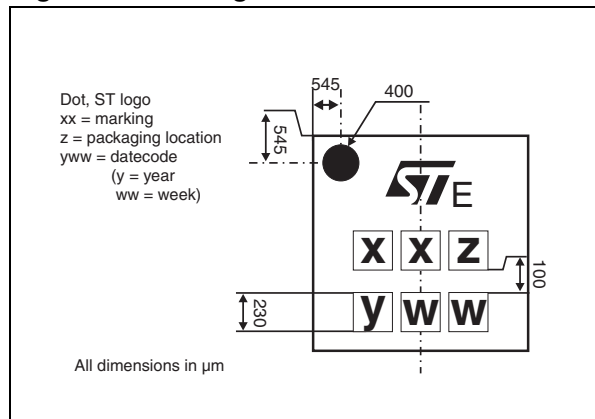 Dot, ST logo
xx = marking
z = packaging location
yww = datecode
(y = year
ww = week)
545
400
545
ST E
x x z
100
y w w
230
All dimensions in µm